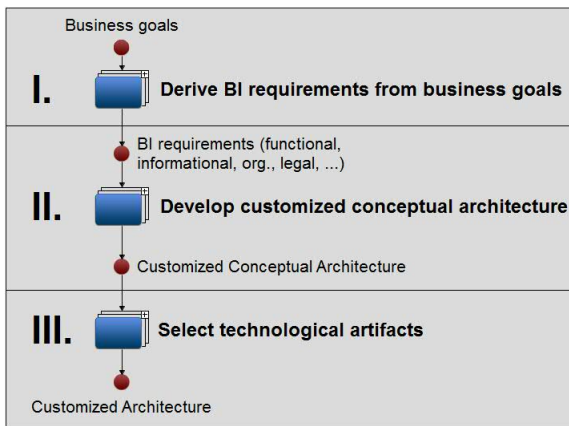 Business goals
I. Derive BI requirements from business goals
BI requirements (functional,
informational, org., legal, ...)
II. Develop customized conceptual architecture
Customized Conceptual Architecture
III. Select technological artifacts
Customized Architecture